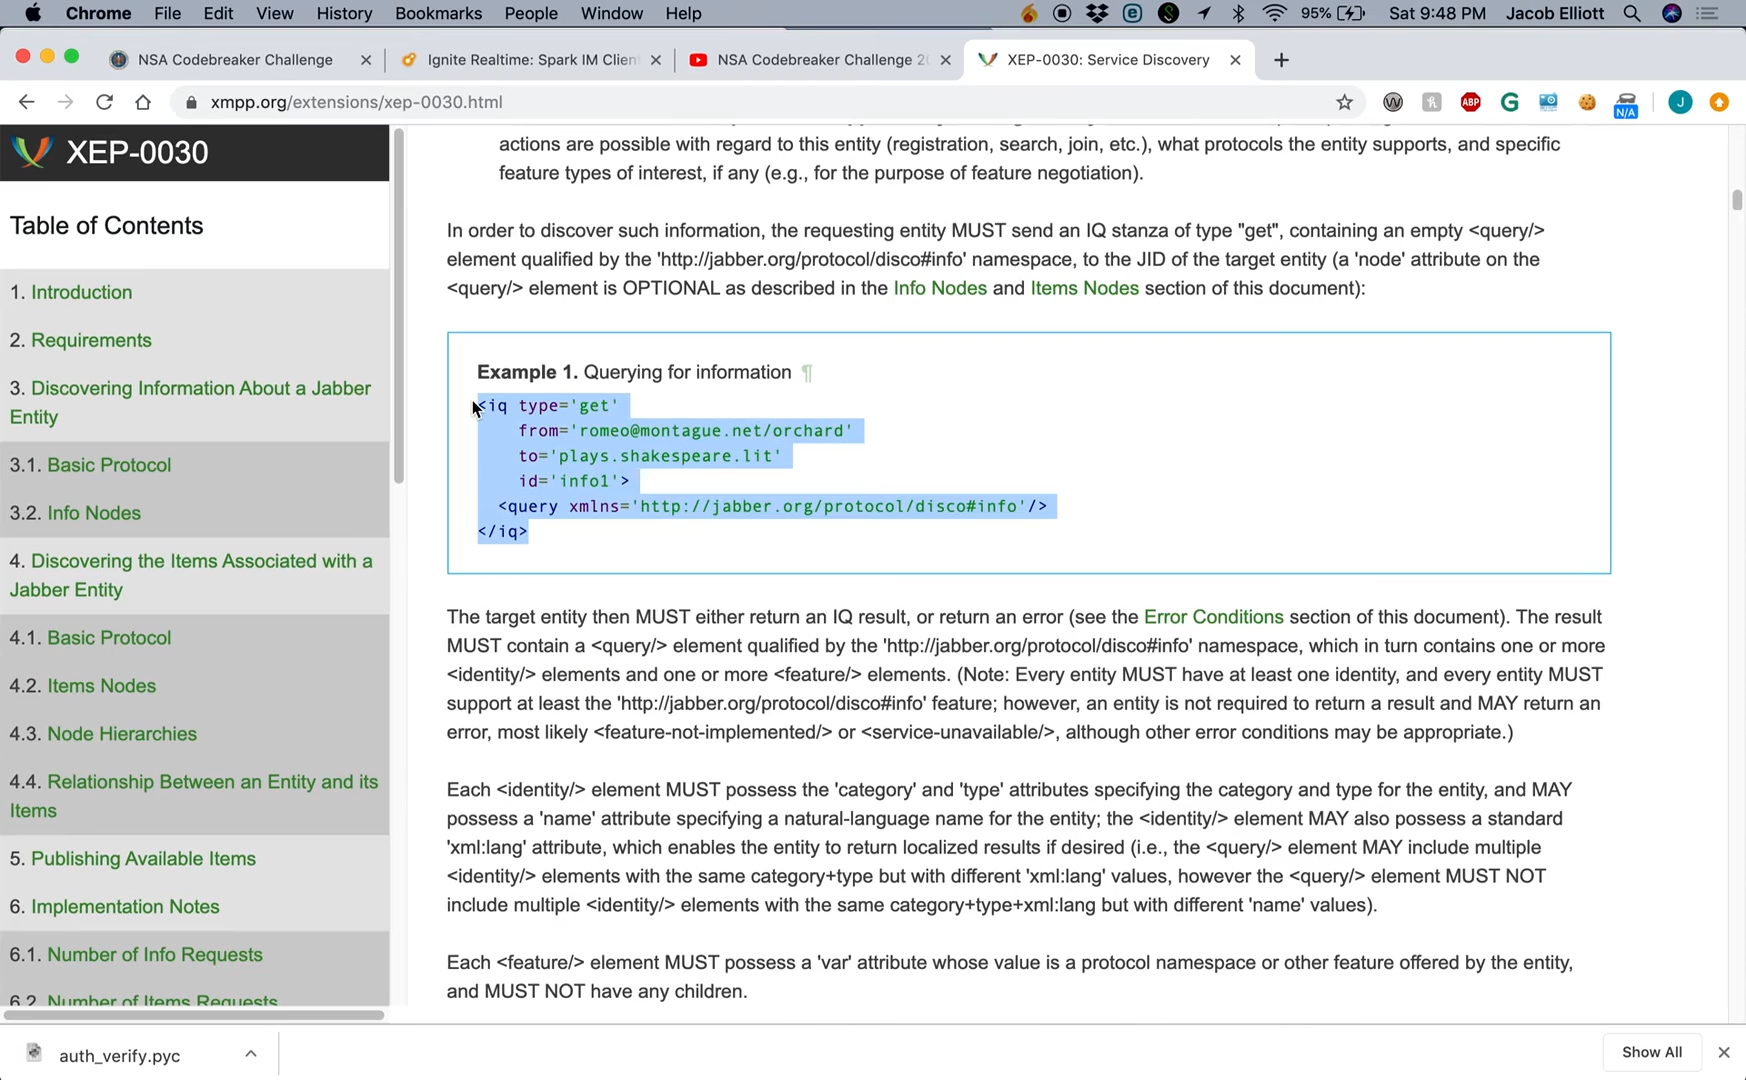 Chrome File Edit View History Bookmarks People Window Help 95% Sat 9:48 PM Jacob Elliott
NSA Codebreaker Challenge Ignite Realtime: Spark IM Clien NSA Codebreaker Challenge 2 XEP-0030: Service Discovery
xmpp.org/extensions/xep-0030.html ABP N/A J
XEP-0030
Table of Contents
1. Introduction
2. Requirements
3. Discovering Information About a Jabber
Entity
3.1. Basic Protocol
3.2. Info Nodes
4. Discovering the Items Associated with a
Jabber Entity
4.1. Basic Protocol
4.2. Items Nodes
4.3. Node Hierarchies
4.4. Relationship Between an Entity and its
Items
5. Publishing Available Items
6. Implementation Notes
6.1. Number of Info Requests
6.2. Number of Items Requests
actions are possible with regard to this entity (registration, search, join, etc.), what protocols the entity supports, and specific
feature types of interest, if any (e.g., for the purpose of feature negotiation).
In order to discover such information, the requesting entity MUST send an IQ stanza of type "get", containing an empty <query/>
element qualified by the 'http://jabber.org/protocol/disco#info' namespace, to the JID of the target entity (a 'node' attribute on the
<query/> element is OPTIONAL as described in the Info Nodes and Items Nodes section of this document):
Example 1. Querying for information ¶
<iq type='get'
from='romeo@montague.net/orchard'
to='plays.shakespeare.lit'
id='info1'>
<query xmlns='http://jabber.org/protocol/disco#info'/>
</iq>
The target entity then MUST either return an IQ result, or return an error (see the Error Conditions section of this document). The result
MUST contain a <query/> element qualified by the 'http://jabber.org/protocol/disco#info' namespace, which in turn contains one or more
<identity/> elements and one or more <feature/> elements. (Note: Every entity MUST have at least one identity, and every entity MUST
support at least the 'http://jabber.org/protocol/disco#info' feature; however, an entity is not required to return a result and MAY return an
error, most likely <feature-not-implemented/> or <service-unavailable/>, although other error conditions may be appropriate.)
Each <identity/> element MUST possess the 'category' and 'type' attributes specifying the category and type for the entity, and MAY
possess a 'name' attribute specifying a natural-language name for the entity; the <identity/> element MAY also possess a standard
'xml:lang' attribute, which enables the entity to return localized results if desired (i.e., the <query/> element MAY include multiple
<identity/> elements with the same category+type but with different 'xml:lang' values, however the <query/> element MUST NOT
include multiple <identity/> elements with the same category+type+xml:lang but with different 'name' values).
Each <feature/> element MUST possess a 'var' attribute whose value is a protocol namespace or other feature offered by the entity,
and MUST NOT have any children.
auth_verify.pyc Show All